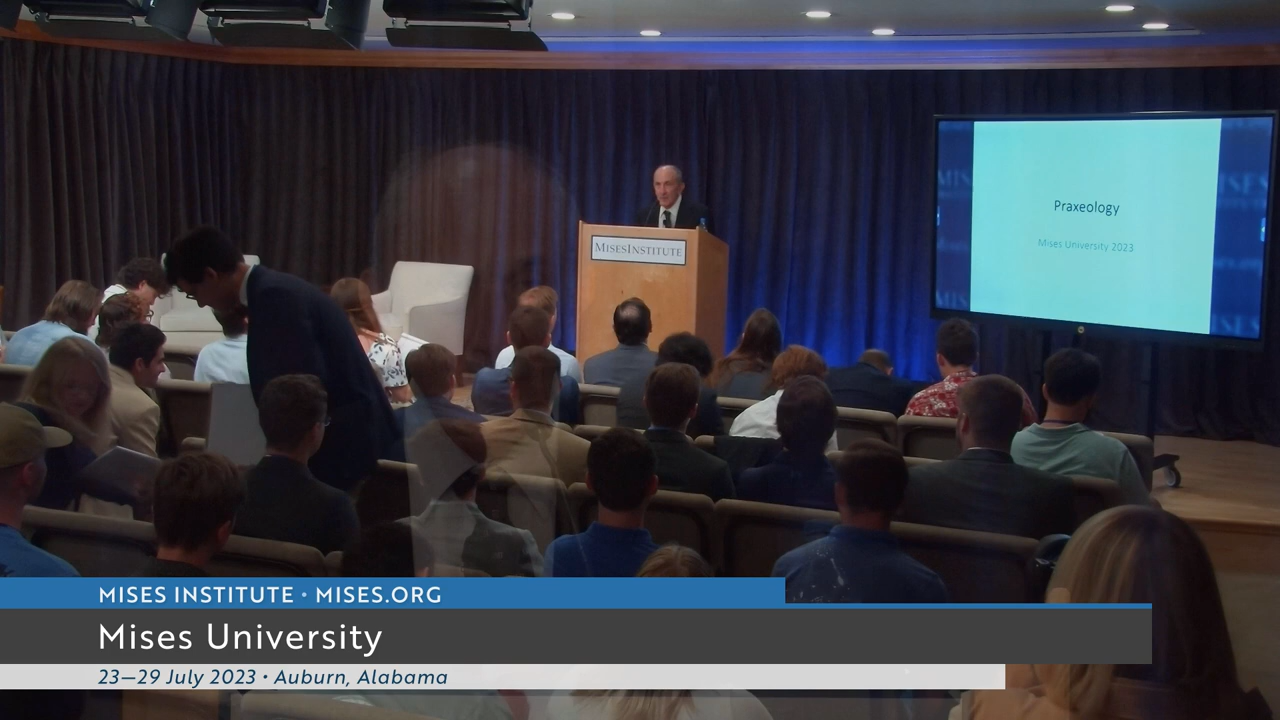 MISESINSTITUTE
Praxeology
Mises University 2023
MISES INSTITUTE • MISES.ORG
Mises University
23—29 July 2023 • Auburn, Alabama